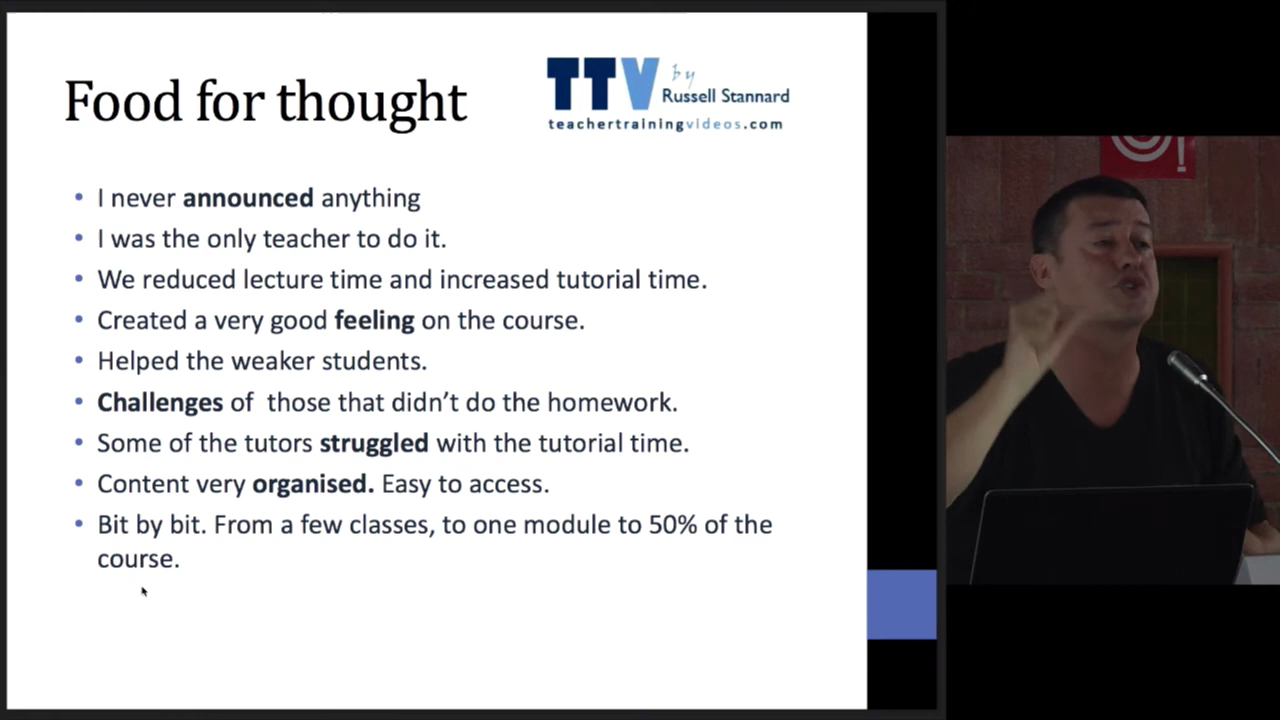 Food for thought
TTV by
Russell Stannard
teachertrainingvideos.com
• I never announced anything
• I was the only teacher to do it.
• We reduced lecture time and increased tutorial time.
• Created a very good feeling on the course.
• Helped the weaker students.
• Challenges of  those that didn’t do the homework.
• Some of the tutors struggled with the tutorial time.
• Content very organised. Easy to access.
• Bit by bit. From a few classes, to one module to 50% of the
course.